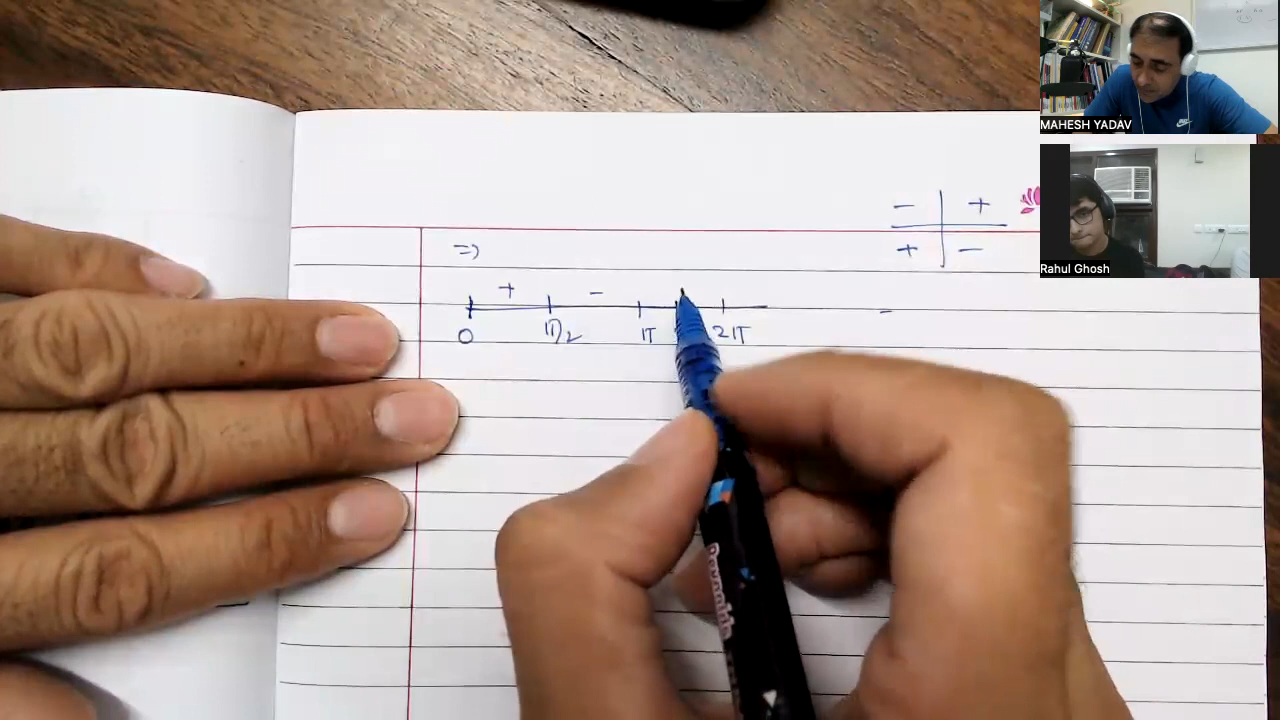 MAHESH YADAV
Rahul Ghosh
- +
+ -
=>
+ -
0 π/2 π 2π
-